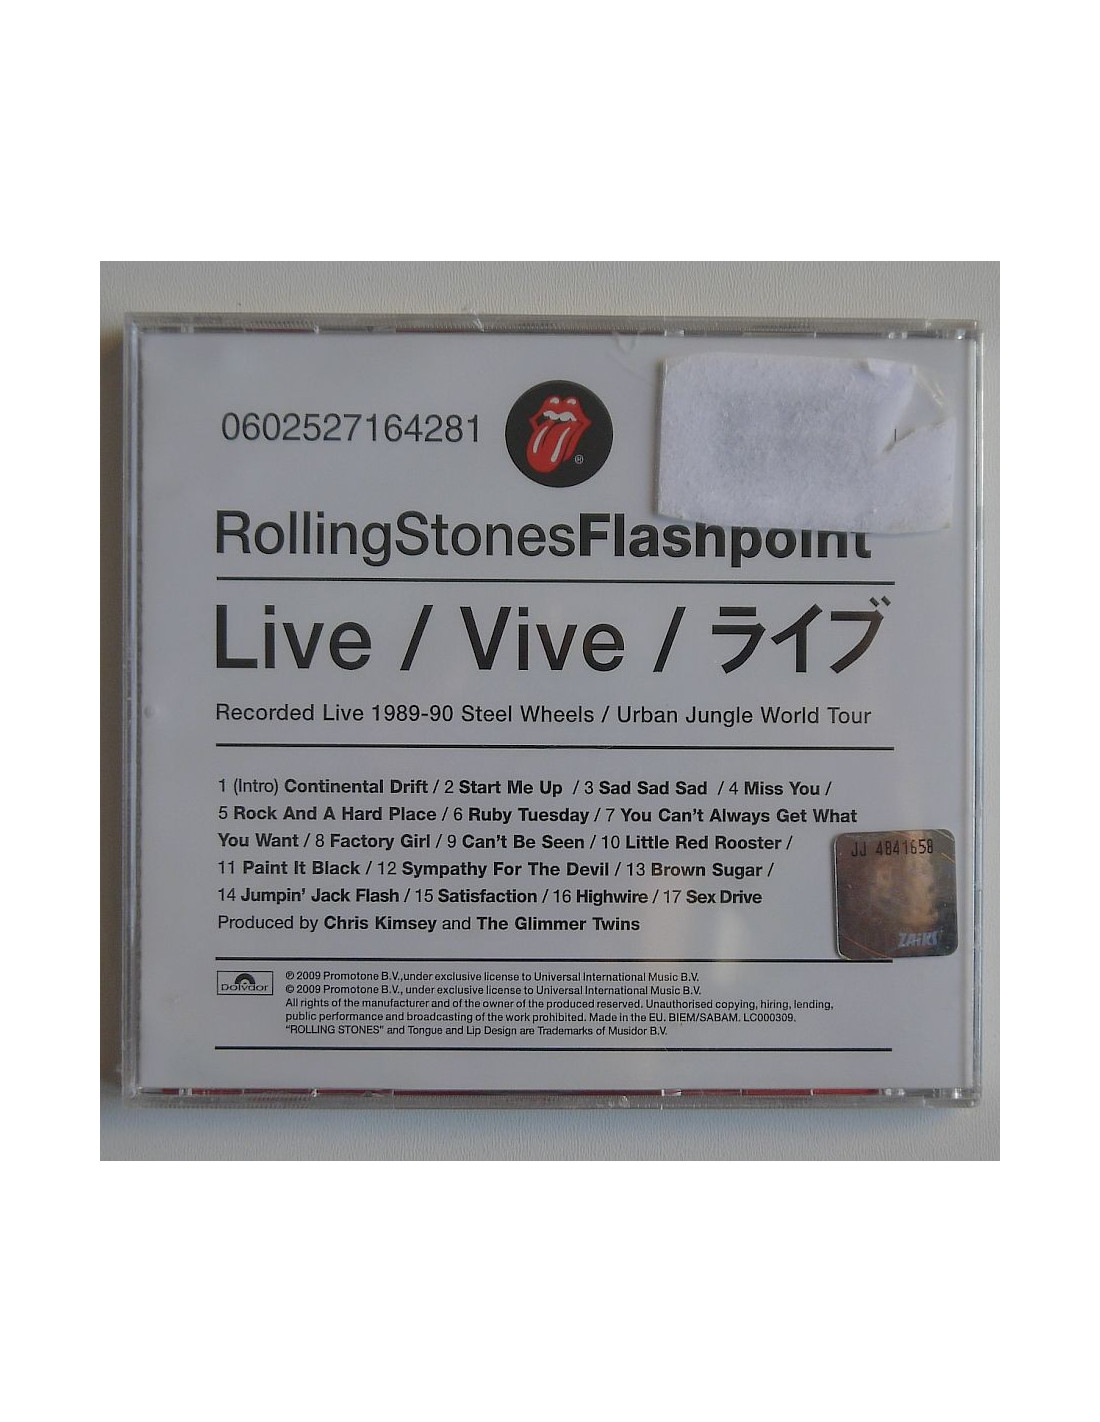 0602527164281
RollingStonesFlashpoint
Live / Vive / ライブ
Recorded Live 1989-90 Steel Wheels / Urban Jungle World Tour
1 (Intro) Continental Drift / 2 Start Me Up / 3 Sad Sad Sad / 4 Miss You /
5 Rock And A Hard Place / 6 Ruby Tuesday / 7 You Can't Always Get What
You Want / 8 Factory Girl / 9 Can't Be Seen / 10 Little Red Rooster /
11 Paint It Black / 12 Sympathy For The Devil / 13 Brown Sugar /
14 Jumpin' Jack Flash / 15 Satisfaction / 16 Highwire / 17 Sex Drive
Produced by Chris Kimsey and The Glimmer Twins
JJ 4841658
ZAiKS
Polydor
℗ 2009 Promotone B.V.,under exclusive license to Universal International Music B.V.
© 2009 Promotone B.V., under exclusive license to Universal International Music B.V.
All rights of the manufacturer and of the owner of the produced reserved. Unauthorised copying, hiring, lending,
public performance and broadcasting of the work prohibited. Made in the EU. BIEM/SABAM. LC000309.
"ROLLING STONES" and Tongue and Lip Design are Trademarks of Musidor B.V.